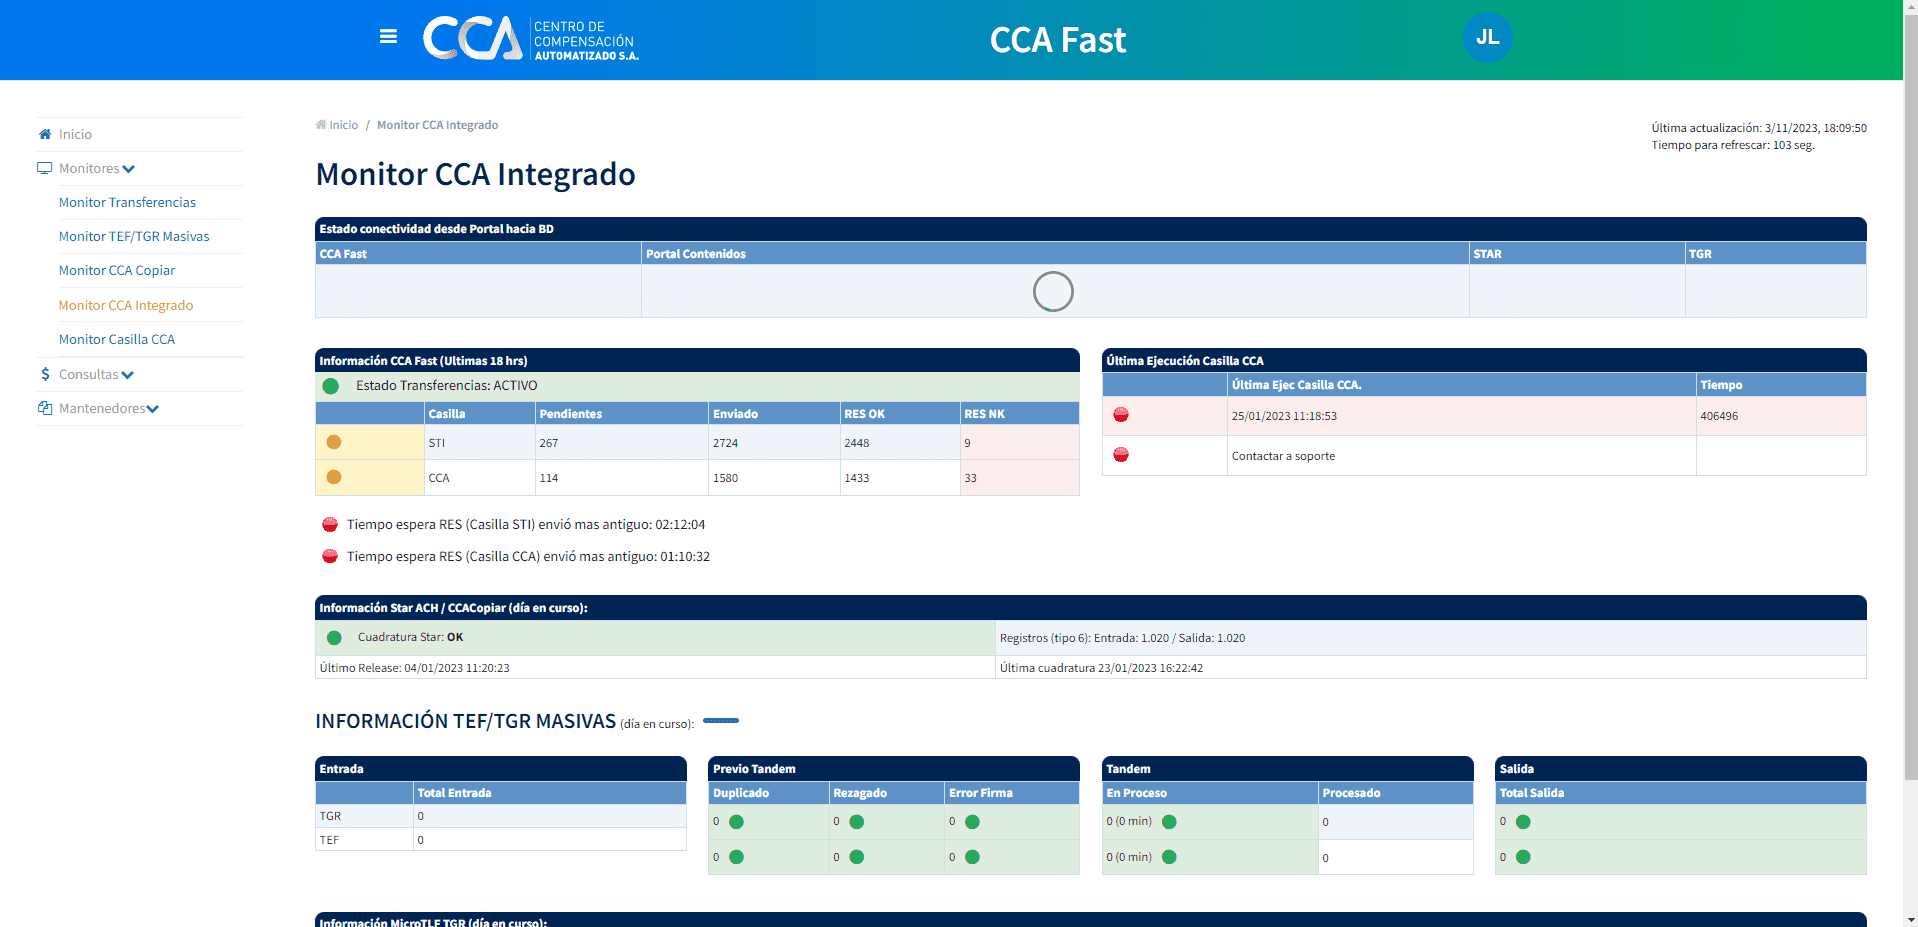 CCA
CENTRO DE
COMPENSACIÓN
AUTOMATIZADO S.A.
CCA Fast
JL
Inicio
Monitores
Monitor Transferencias
Monitor TEF/TGR Masivas
Monitor CCA Copiar
Monitor CCA Integrado
Monitor Casilla CCA
Consultas
Mantenedores
Inicio / Monitor CCA Integrado
Última actualización: 3/11/2023, 18:09:50
Tiempo para refrescar: 103 seg.
Monitor CCA Integrado
Estado conectividad desde Portal hacia BD
CCA Fast Portal Contenidos STAR TGR
Información CCA Fast (Ultimas 18 hrs)
Estado Transferencias: ACTIVO
Casilla Pendientes Enviado RES OK RES NK
STI 267 2724 2448 9
CCA 114 1580 1433 33
Tiempo espera RES (Casilla STI) envió mas antiguo: 02:12:04
Tiempo espera RES (Casilla CCA) envió mas antiguo: 01:10:32
Última Ejecución Casilla CCA
Última Ejec Casilla CCA. Tiempo
25/01/2023 11:18:53 406496
Contactar a soporte
Información Star ACH / CCACopiar (día en curso):
Cuadratura Star: OK Registros (tipo 6): Entrada: 1.020 / Salida: 1.020
Último Release: 04/01/2023 11:20:23 Última cuadratura 23/01/2023 16:22:42
INFORMACIÓN TEF/TGR MASIVAS (día en curso):
Entrada
Total Entrada
TGR 0
TEF 0
Previo Tandem
Duplicado Rezagado Error Firma
0 0 0
0 0 0
Tandem
En Proceso Procesado
0 (0 min) 0
0 (0 min) 0
Salida
Total Salida
0
0
Información MicroTLF TGR (día en curso):